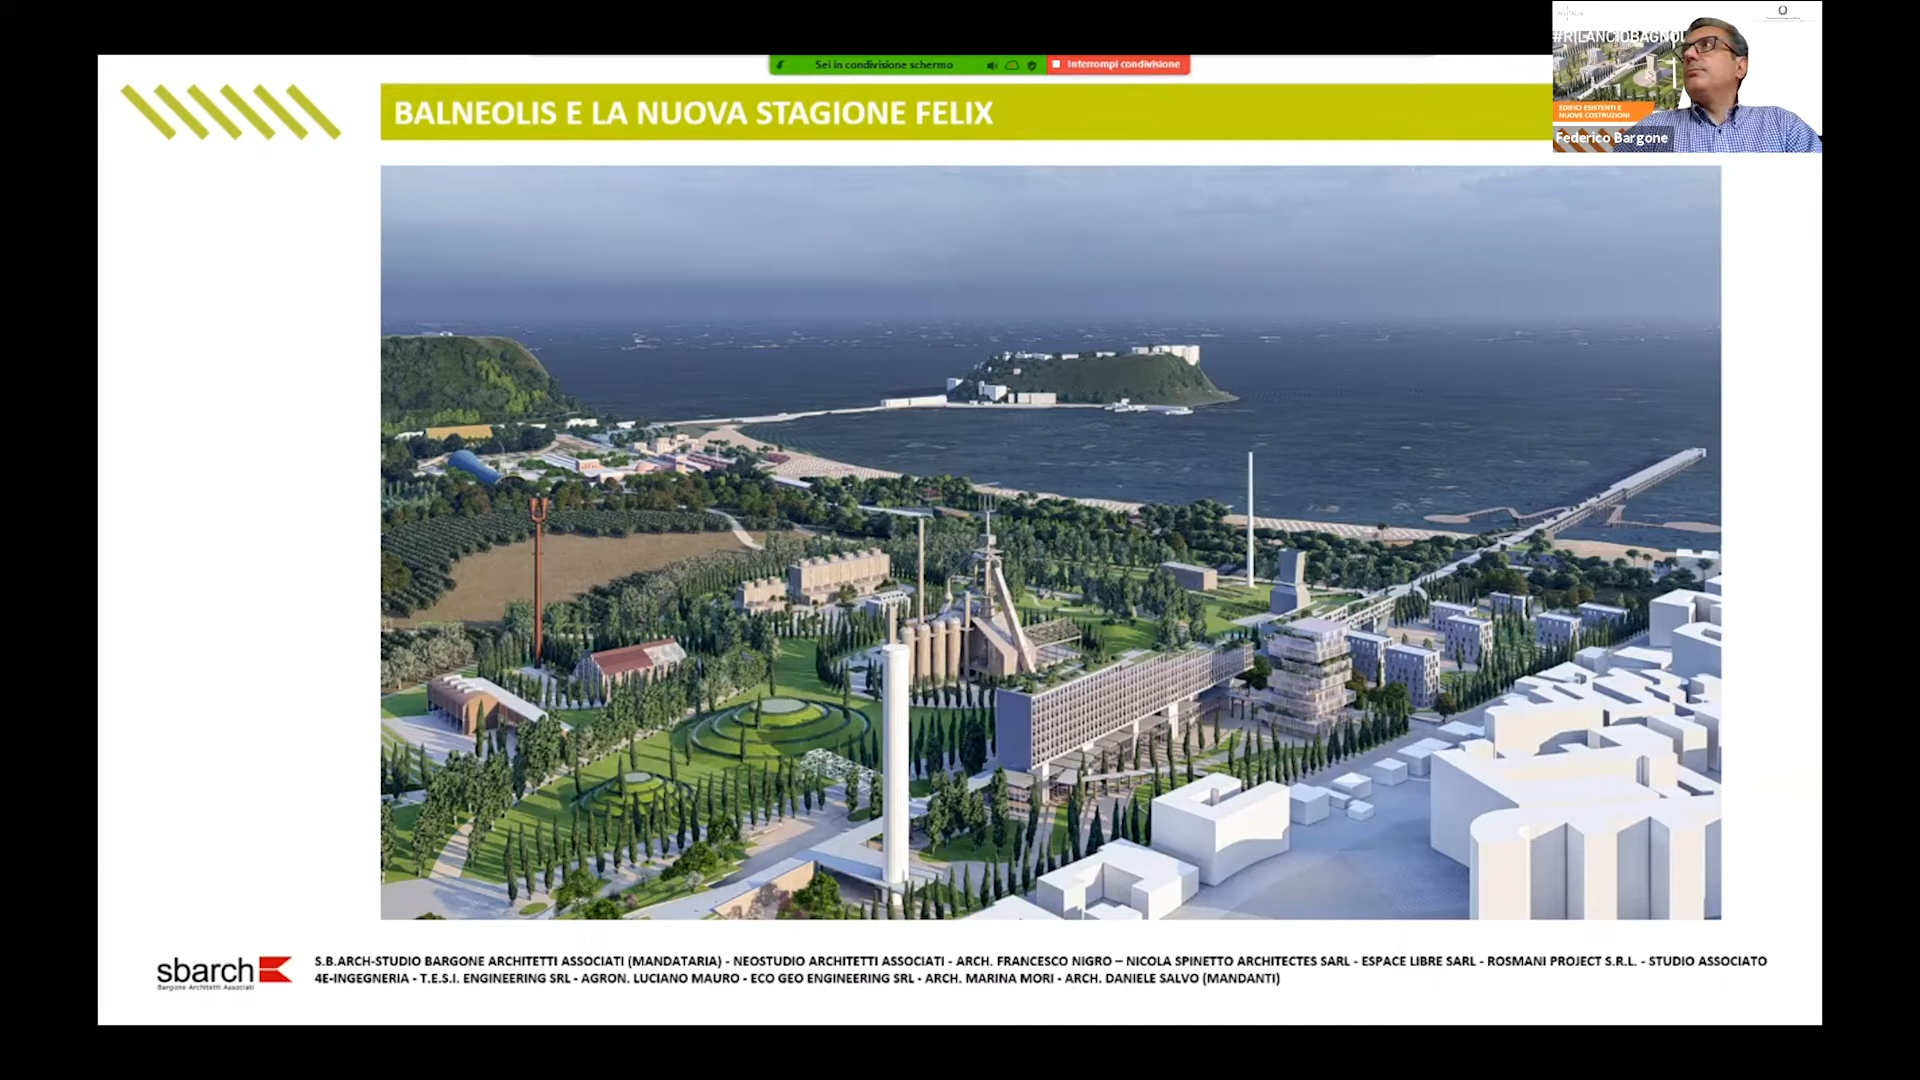 Sei in condivisione schermo
Interrompi condivisione
#RILANCIOBAGNOL
EDIFICI ESISTENTI E
NUOVE COSTRUZIONI
Federico Bargone
BALNEOLIS E LA NUOVA STAGIONE FELIX
sbarch
Bargone Architetti Associati
S.B.ARCH-STUDIO BARGONE ARCHITETTI ASSOCIATI (MANDATARIA) - NEOSTUDIO ARCHITETTI ASSOCIATI - ARCH. FRANCESCO NIGRO – NICOLA SPINETTO ARCHITECTES SARL - ESPACE LIBRE SARL - ROSMANI PROJECT S.R.L. - STUDIO ASSOCIATO
4E-INGEGNERIA - T.E.S.I. ENGINEERING SRL - AGRON. LUCIANO MAURO - ECO GEO ENGINEERING SRL - ARCH. MARINA MORI - ARCH. DANIELE SALVO (MANDANTI)